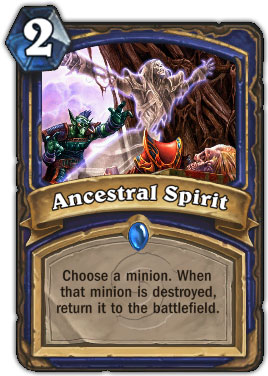 2
Ancestral Spirit
Choose a minion. When
that minion is destroyed,
return it to the battlefield.